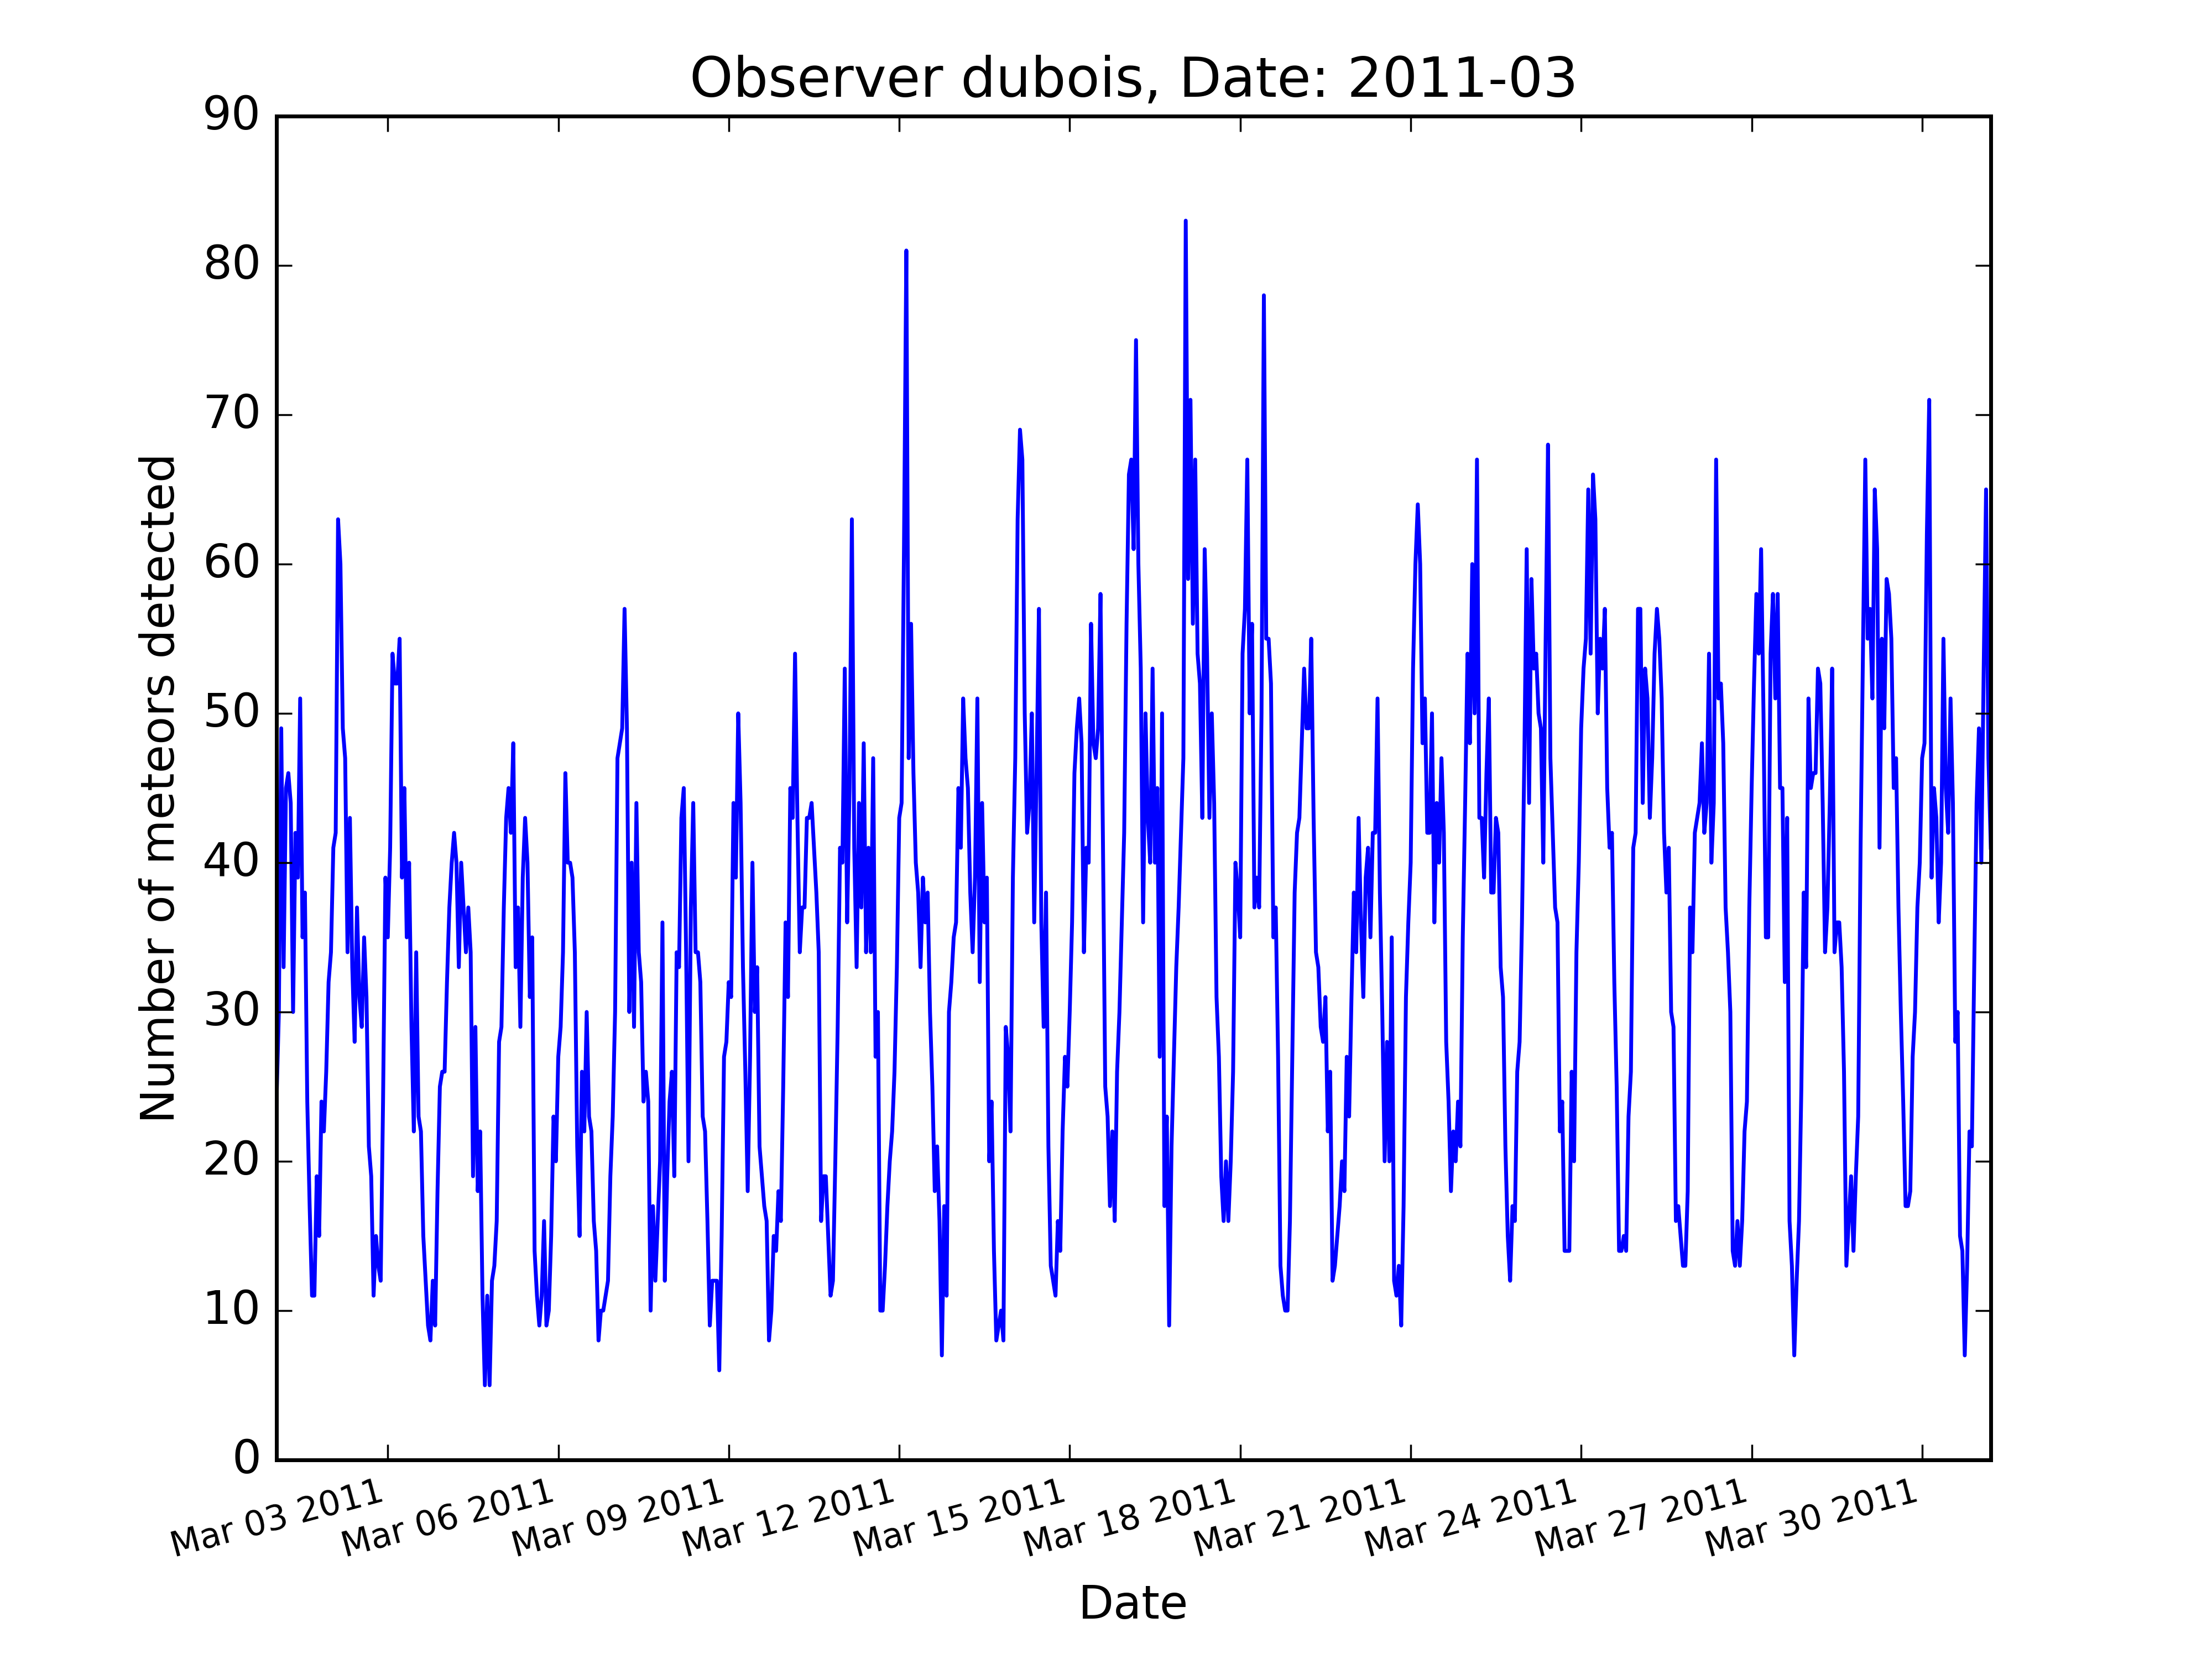 Observer dubois, Date: 2011-03
90
80
70
60
50
40
30
20
10
0
Number of meteors detected
Mar 03 2011
Mar 06 2011
Mar 09 2011
Mar 12 2011
Mar 15 2011
Mar 18 2011
Mar 21 2011
Mar 24 2011
Mar 27 2011
Mar 30 2011
Date